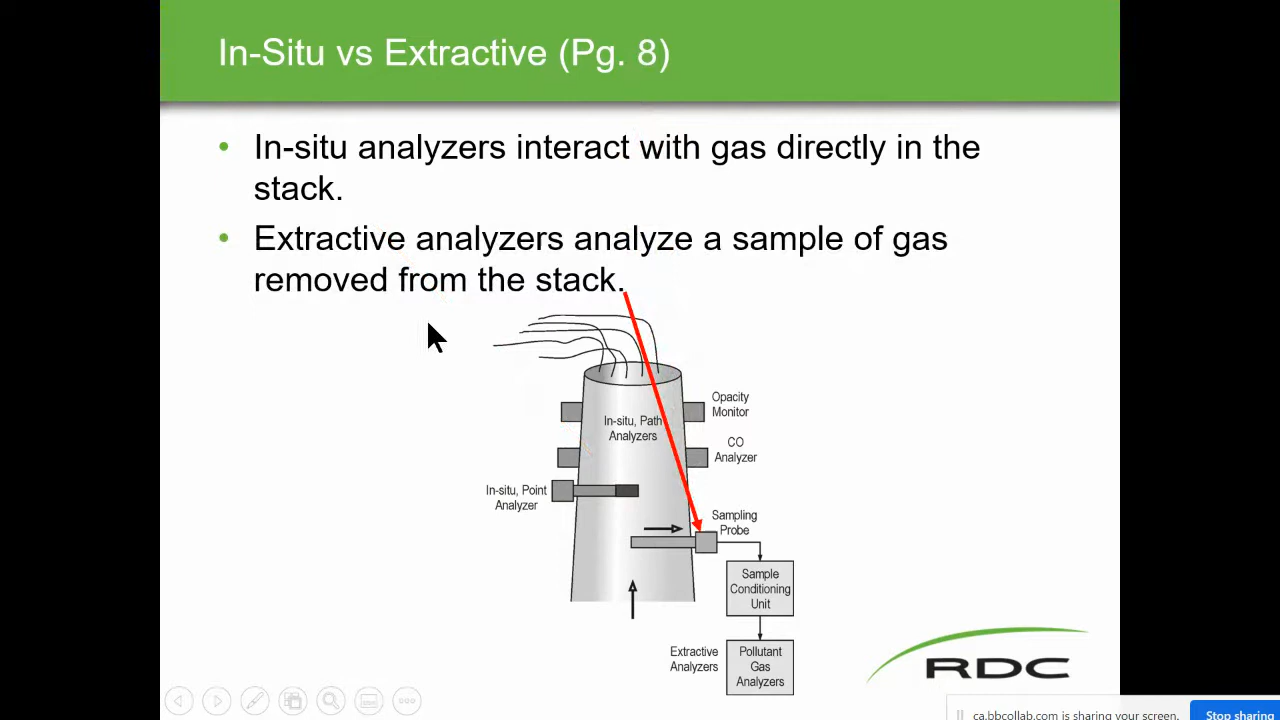 In-Situ vs Extractive (Pg. 8)
• In-situ analyzers interact with gas directly in the
stack.
• Extractive analyzers analyze a sample of gas
removed from the stack.
Opacity
Monitor
In-situ, Path
Analyzers
CO
Analyzer
In-situ, Point
Analyzer
Sampling
Probe
Sample
Conditioning
Unit
Extractive
Analyzers
Pollutant
Gas
Analyzers
RDC
ca.bbcollab.com is sharing your screen.
Stop sharing